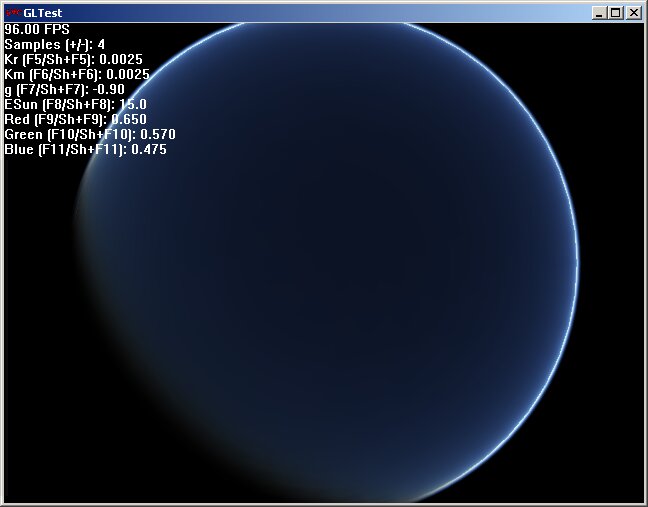 GLTest
96.00 FPS
Samples (+/-): 4
Kr (F5/Sh+F5): 0.0025
Km (F6/Sh+F6): 0.0025
g (F7/Sh+F7): -0.90
ESun (F8/Sh+F8): 15.0
Red (F9/Sh+F9): 0.650
Green (F10/Sh+F10): 0.570
Blue (F11/Sh+F11): 0.475